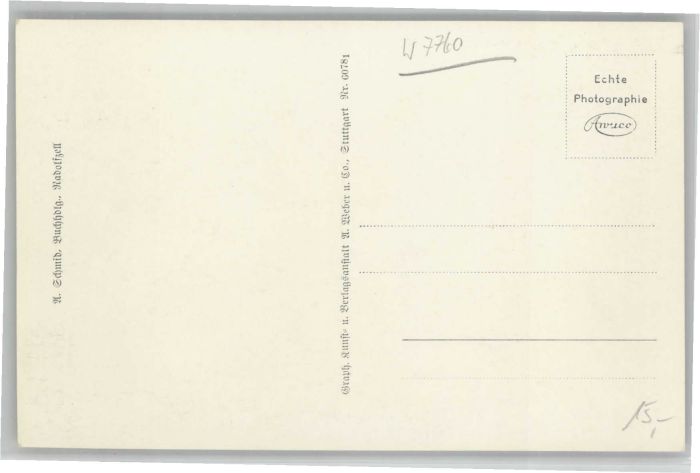 A. Schmid, Buchhdlg., Radolfzell
Graph. Kunst- u. Verlagsanstalt A. Weber u. Co., Stuttgart Nr. 60781
W 7760
Echte
Photographie
Awuco
15,-